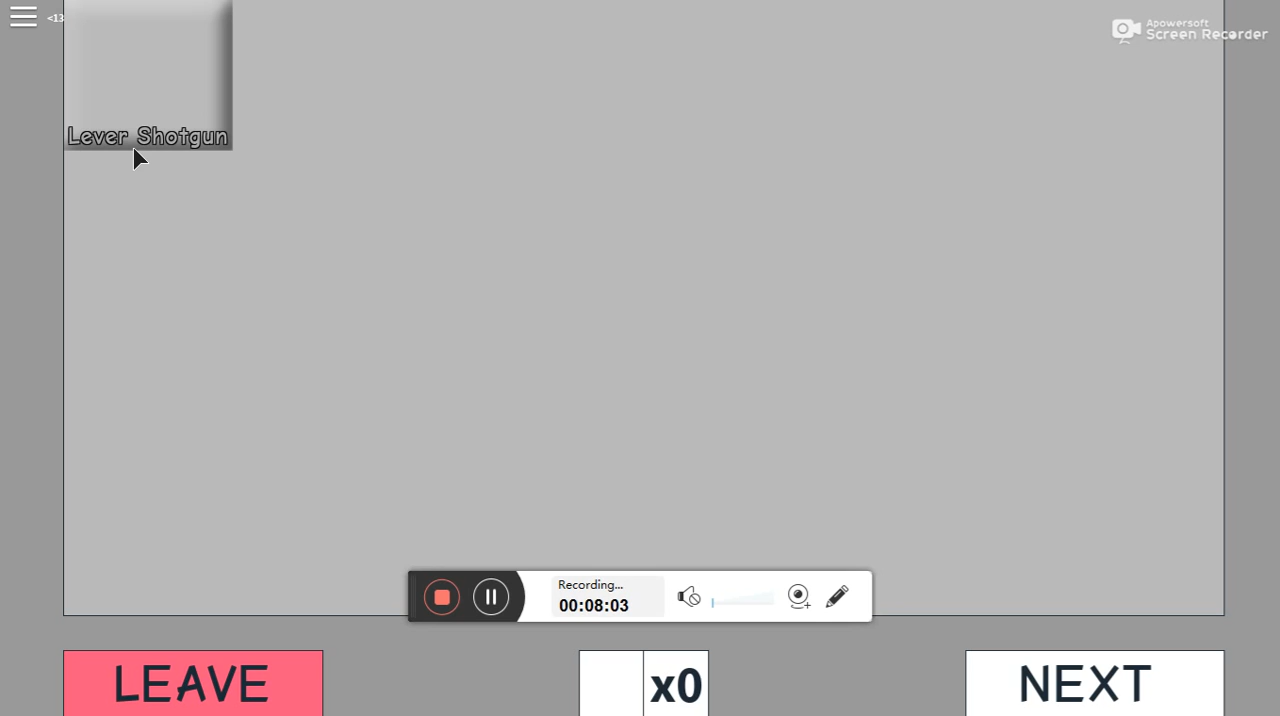 <13
Apowersoft
Screen Recorder
Lever Shotgun
Recording...
00:08:03
LEAVE
x0
NEXT